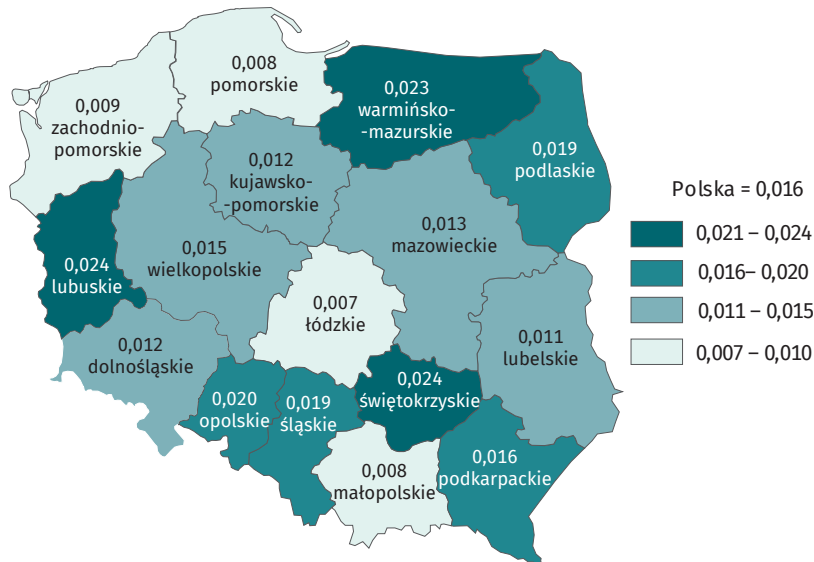 0,008
pomorskie
0,009
zachodnio-
pomorskie
0,023
warmińsko-
-mazurskie
0,019
podlaskie
0,012
kujawsko-
-pomorskie
0,013
mazowieckie
0,015
wielkopolskie
0,024
lubuskie
0,007
łódzkie
0,011
lubelskie
0,012
dolnośląskie
0,020
opolskie
0,019
śląskie
0,024
świętokrzyskie
0,016
podkarpackie
0,008
małopolskie
Polska = 0,016
0,021 – 0,024
0,016– 0,020
0,011 – 0,015
0,007 – 0,010